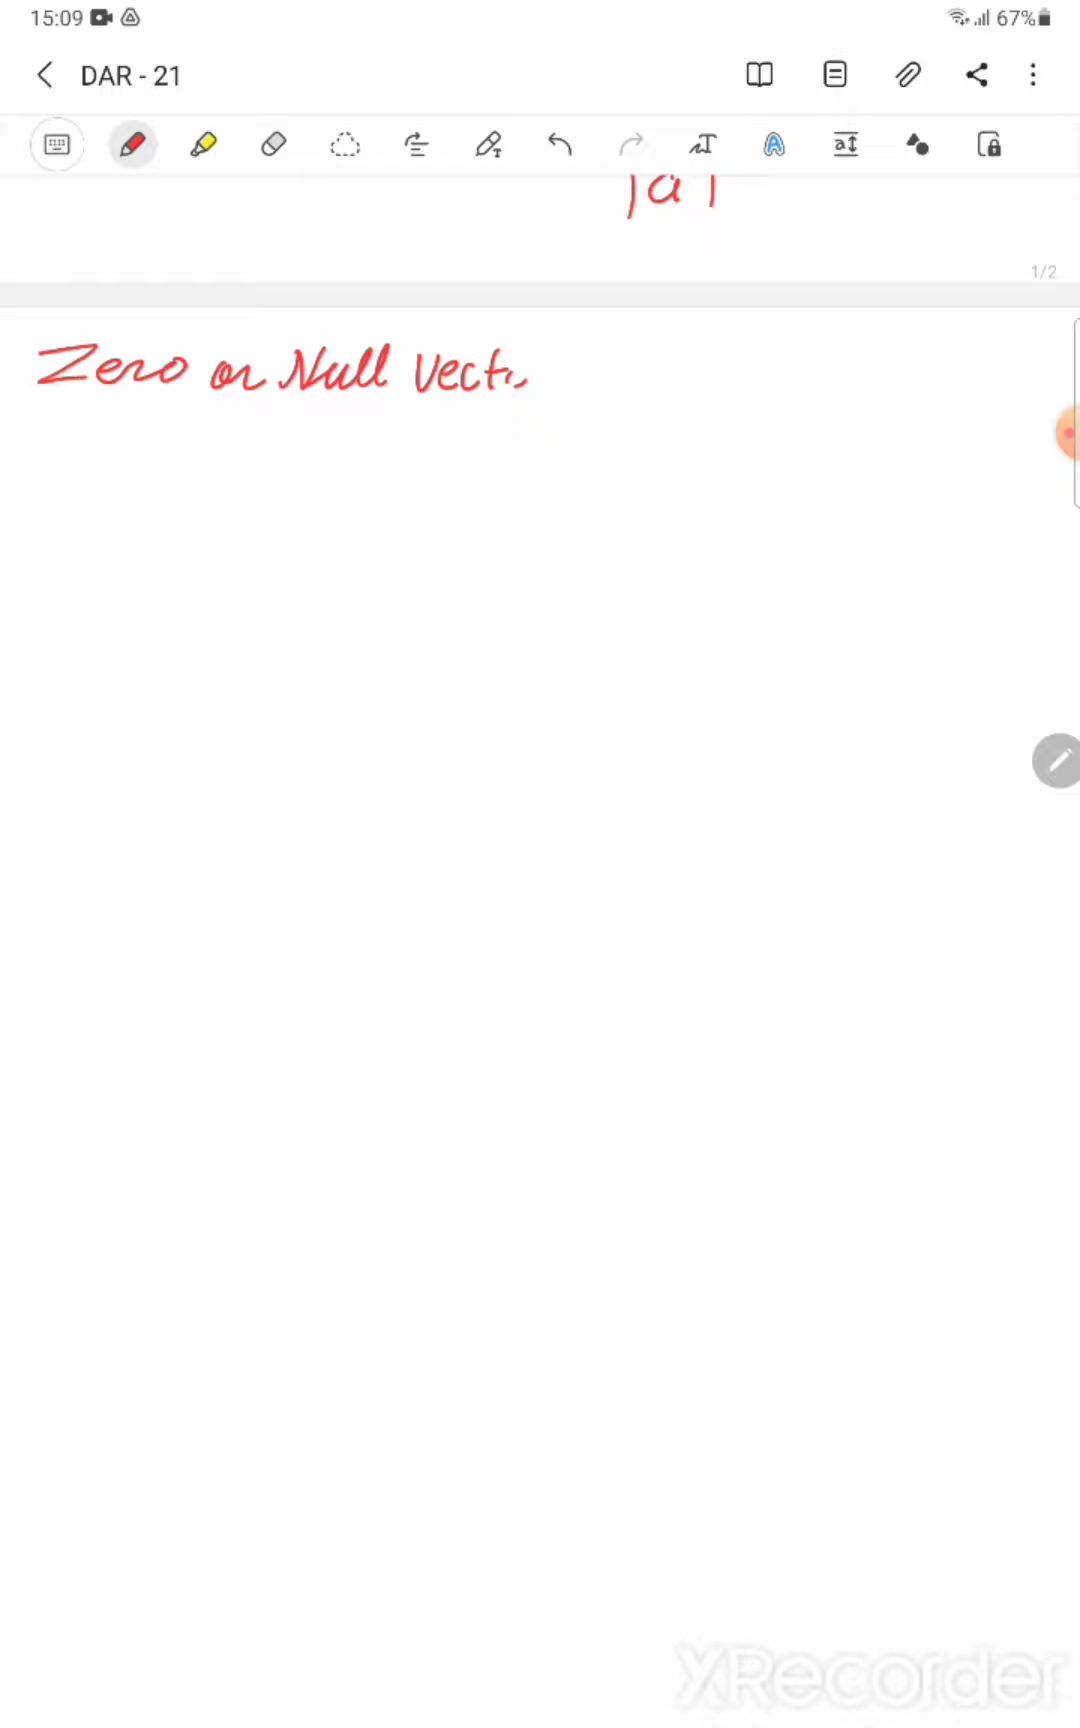 15:09 67%
DAR - 21
|a|
1/2
Zero or Null Vect
XRecorder